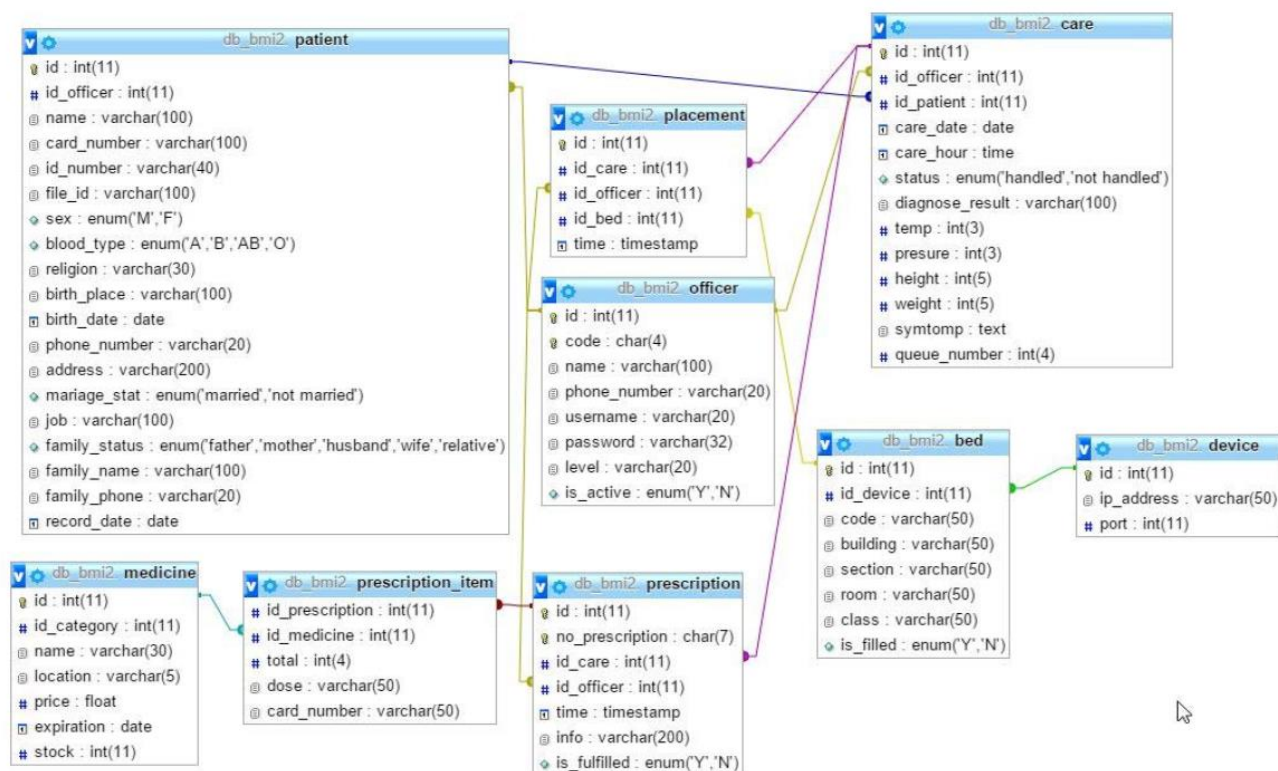 db_bmi2. patient
id : int(11)
id_officer : int(11)
name : varchar(100)
card_number : varchar(100)
id_number : varchar(40)
file_id : varchar(100)
sex : enum('M','F')
blood_type : enum('A','B','AB','O')
religion : varchar(30)
birth_place : varchar(100)
birth_date : date
phone_number : varchar(20)
address : varchar(200)
mariage_stat : enum('married','not married')
job : varchar(100)
family_status : enum('father','mother','husband','wife','relative')
family_name : varchar(100)
family_phone : varchar(20)
record_date : date
db_bmi2. placement
id : int(11)
id_care : int(11)
id_officer : int(11)
id_bed : int(11)
time : timestamp
db_bmi2. care
id : int(11)
id_officer : int(11)
id_patient : int(11)
care_date : date
care_hour : time
status : enum('handled','not handled')
diagnose_result : varchar(100)
temp : int(3)
presure : int(3)
height : int(5)
weight : int(5)
symtomp : text
queue_number : int(4)
db_bmi2. officer
id : int(11)
code : char(4)
name : varchar(100)
phone_number : varchar(20)
username : varchar(20)
password : varchar(32)
level : varchar(20)
is_active : enum('Y','N')
db_bmi2. bed
id : int(11)
id_device : int(11)
code : varchar(50)
building : varchar(50)
section : varchar(50)
room : varchar(50)
class : varchar(50)
is_filled : enum('Y','N')
db_bmi2. device
id : int(11)
ip_address : varchar(50)
port : int(11)
db_bmi2. medicine
id : int(11)
id_category : int(11)
name : varchar(30)
location : varchar(5)
price : float
expiration : date
stock : int(11)
db_bmi2. prescription_item
id_prescription : int(11)
id_medicine : int(11)
total : int(4)
dose : varchar(50)
card_number : varchar(50)
db_bmi2. prescription
id : int(11)
no_prescription : char(7)
id_care : int(11)
id_officer : int(11)
time : timestamp
info : varchar(200)
is_fulfilled : enum('Y','N')